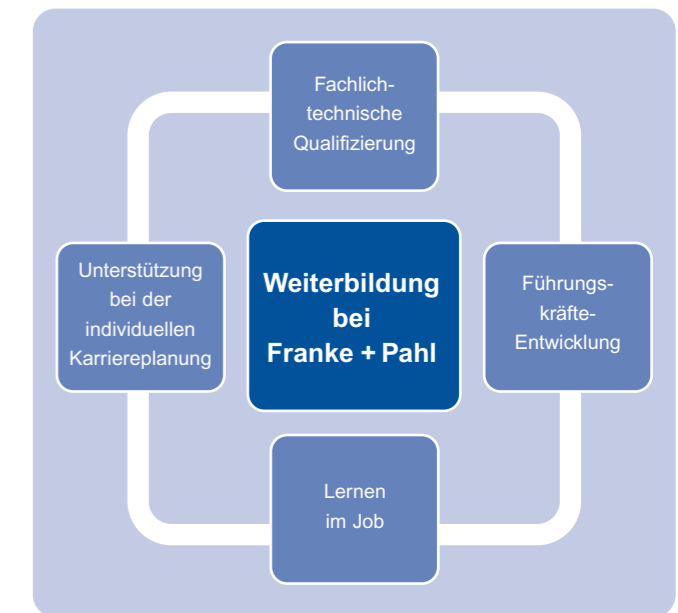 Fachlich-
technische
Qualifizierung
Unterstützung
bei der
individuellen
Karriereplanung
Weiterbildung
bei
Franke + Pahl
Führungs-
kräfte-
Entwicklung
Lernen
im Job